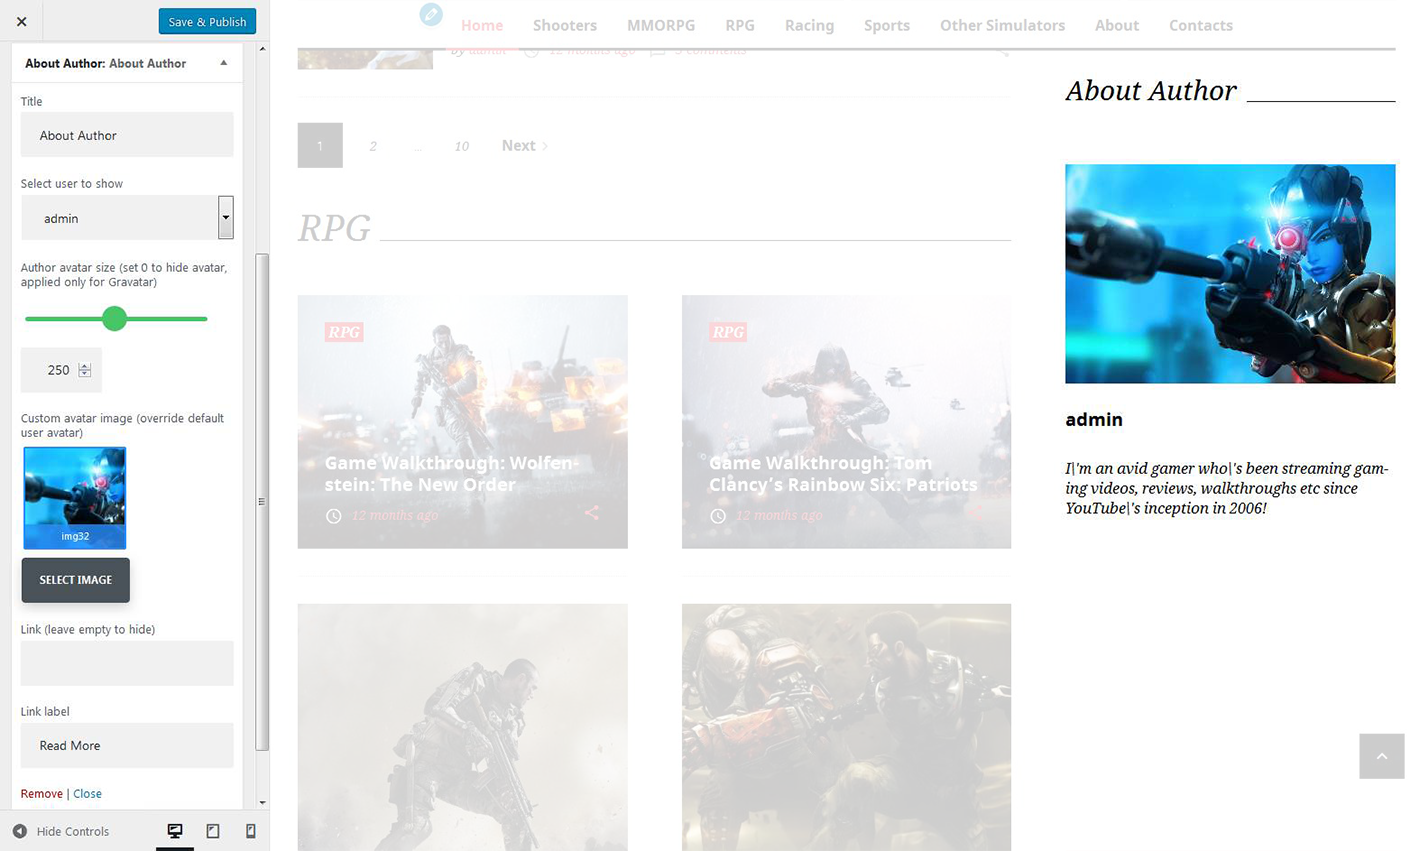 Save & Publish
About Author: About Author
Title
About Author
Select user to show
admin
Author avatar size (set 0 to hide avatar,
applied only for Gravatar)
250
Custom avatar image (override default
user avatar)
img32
SELECT IMAGE
Link (leave empty to hide)
Link label
Read More
Remove | Close
Hide Controls
Home Shooters MMORPG RPG Racing Sports Other Simulators About Contacts
by admin 12 months ago 3 comments
1 2 ... 10 Next
RPG
RPG
Game Walkthrough: Wolfen-
stein: The New Order
12 months ago
RPG
Game Walkthrough: Tom
Clancy’s Rainbow Six: Patriots
12 months ago
About Author
admin
I\'m an avid gamer who\'s been streaming gam-
ing videos, reviews, walkthroughs etc since
YouTube\'s inception in 2006!